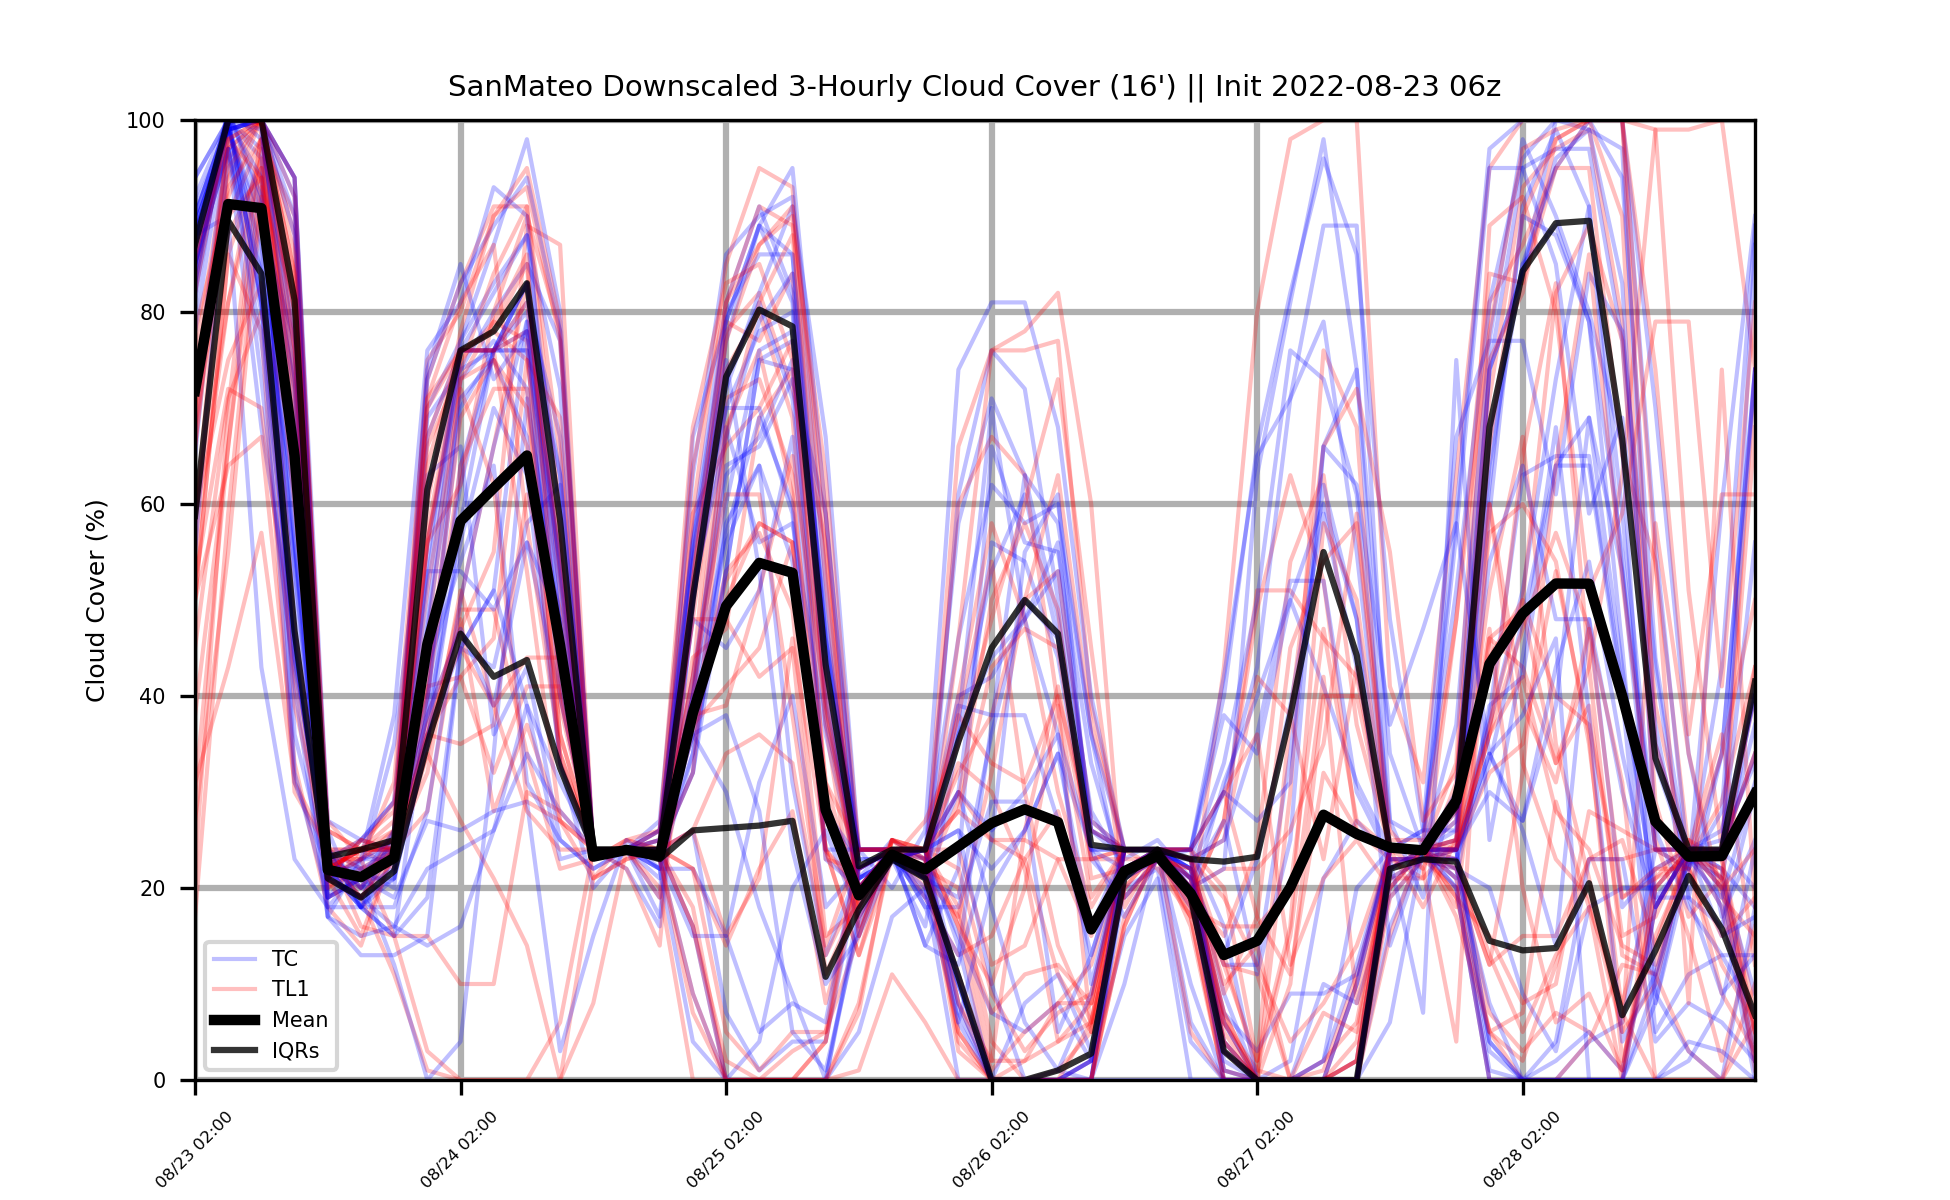 SanMateo Downscaled 3-Hourly Cloud Cover (16') || Init 2022-08-23 06z
Cloud Cover (%)
100
80
60
40
20
0
TC
TL1
Mean
IQRs
08/23 02:00
08/24 02:00
08/25 02:00
08/26 02:00
08/27 02:00
08/28 02:00